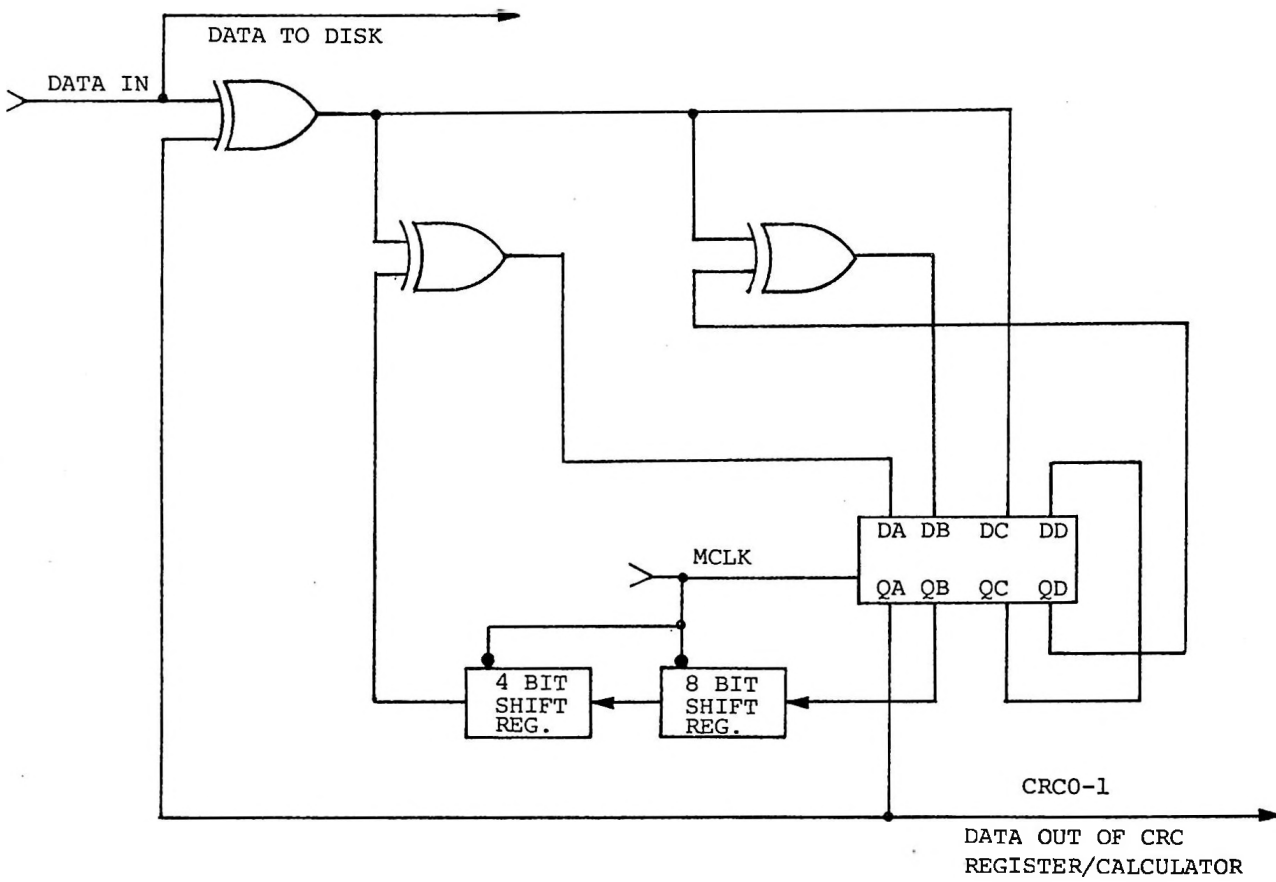 DATA TO DISK
DATA IN
DA DB DC DD
MCLK
QA QB QC QD
4 BIT
SHIFT
REG.
8 BIT
SHIFT
REG.
CRC0-1
DATA OUT OF CRC
REGISTER/CALCULATOR